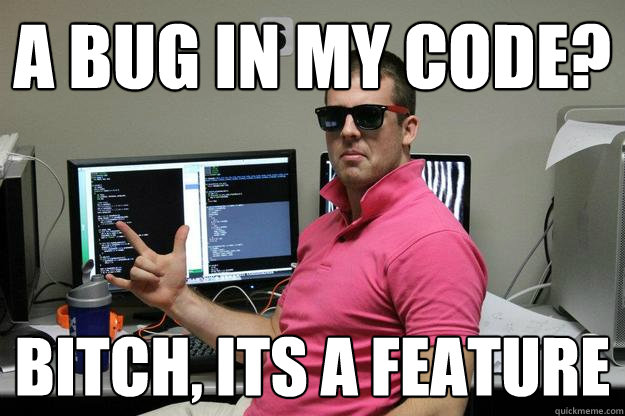 A BUG IN MY CODE?
BITCH, ITS A FEATURE
quickmeme.com